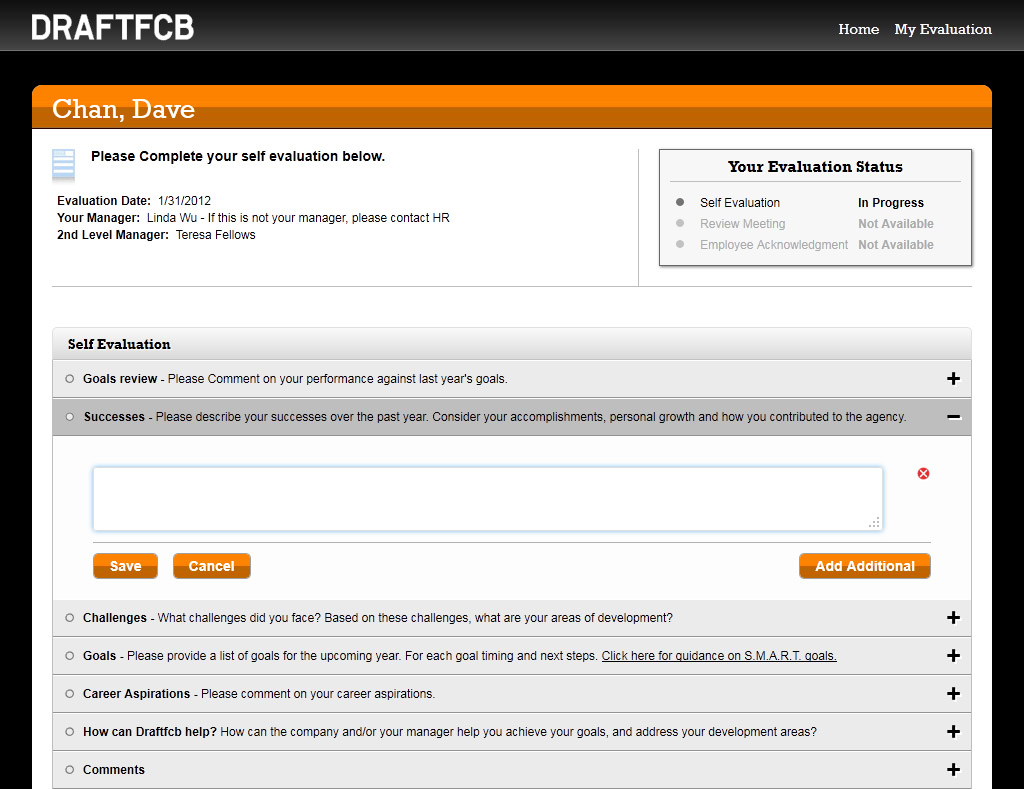 DRAFTFCB
Home My Evaluation
Chan, Dave
Please Complete your self evaluation below.
Evaluation Date: 1/31/2012
Your Manager: Linda Wu - If this is not your manager, please contact HR
2nd Level Manager: Teresa Fellows
Your Evaluation Status
Self Evaluation In Progress
Review Meeting Not Available
Employee Acknowledgment Not Available
Self Evaluation
Goals review - Please Comment on your performance against last year's goals.
Successes - Please describe your successes over the past year. Consider your accomplishments, personal growth and how you contributed to the agency.
Save Cancel Add Additional
Challenges - What challenges did you face? Based on these challenges, what are your areas of development?
Goals - Please provide a list of goals for the upcoming year. For each goal timing and next steps. Click here for guidance on S.M.A.R.T. goals.
Career Aspirations - Please comment on your career aspirations.
How can Draftfcb help? How can the company and/or your manager help you achieve your goals, and address your development areas?
Comments